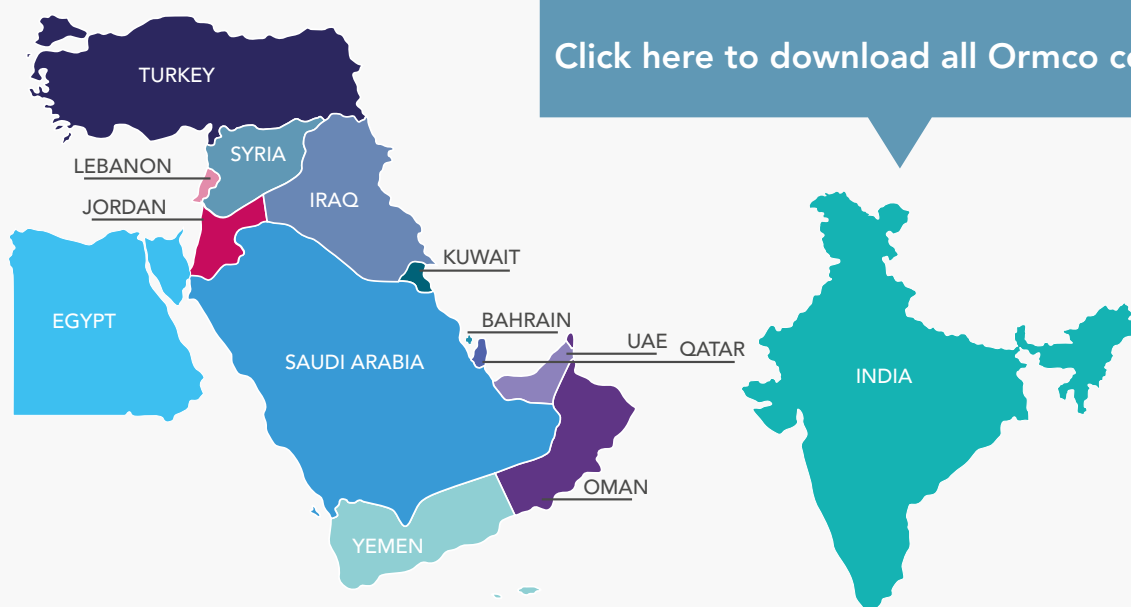 Click here to download all Ormco
TURKEY
SYRIA
LEBANON
IRAQ
JORDAN
KUWAIT
EGYPT
BAHRAIN
UAE
QATAR
SAUDI ARABIA
INDIA
OMAN
YEMEN